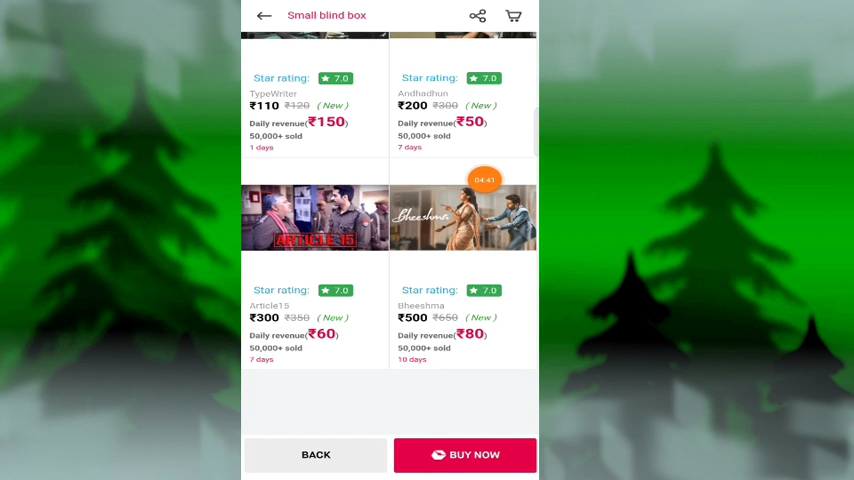 Small blind box
Star rating: ★ 7.0
TypeWriter
₹110 ₹120 (New)
Daily revenue(₹150)
50,000+ sold
1 days
Star rating: ★ 7.0
Andhadhun
₹200 ₹300 (New)
Daily revenue(₹50)
50,000+ sold
7 days
ARTICLE 15
04:41
Bheeshma
Star rating: ★ 7.0
Article15
₹300 ₹350 (New)
Daily revenue(₹60)
50,000+ sold
7 days
Star rating: ★ 7.0
Bheeshma
₹500 ₹650 (New)
Daily revenue(₹80)
50,000+ sold
10 days
BACK
BUY NOW